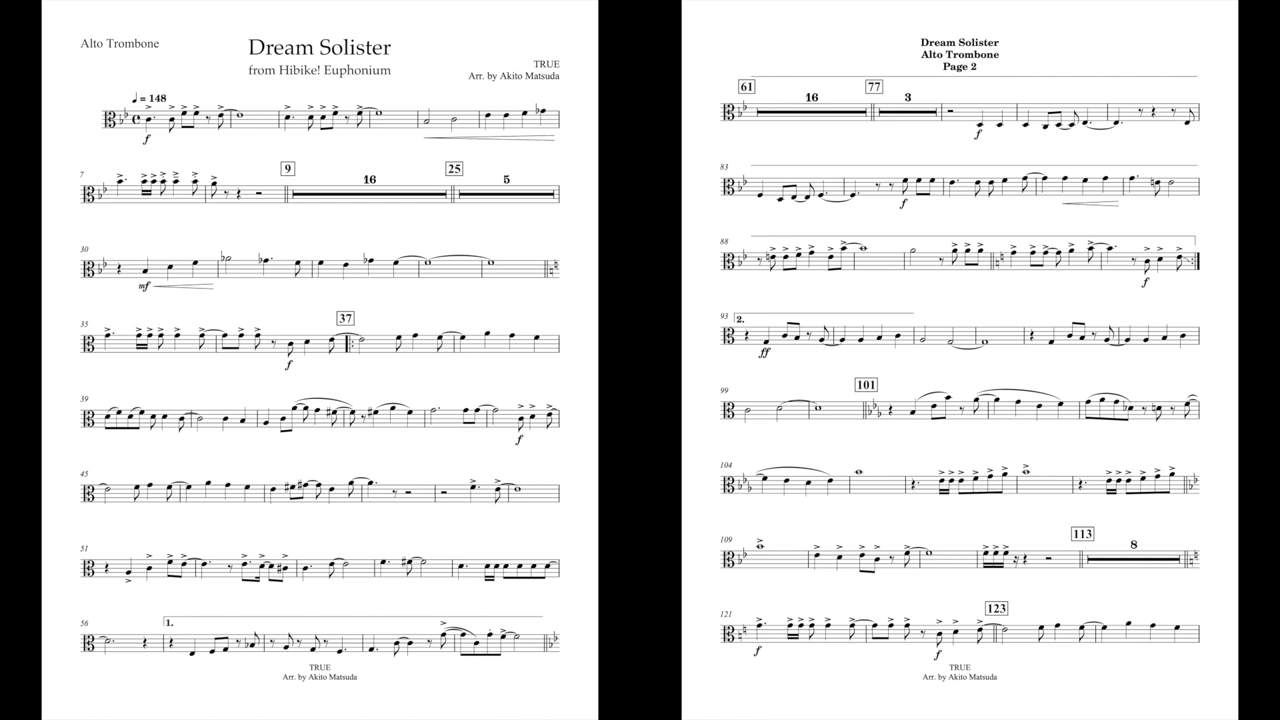 Alto Trombone
Dream Solister
from Hibike! Euphonium
TRUE
Arr. by Akito Matsuda
= 148
f
7
9
16
25
5
30
mf
35
37
f
39
f
45
51
56
1.
TRUE
Arr. by Akito Matsuda
Dream Solister
Alto Trombone
Page 2
61
16
77
3
f
83
f
88
f
93
2.
ff
99
101
104
109
113
8
121
123
f
f
TRUE
Arr. by Akito Matsuda